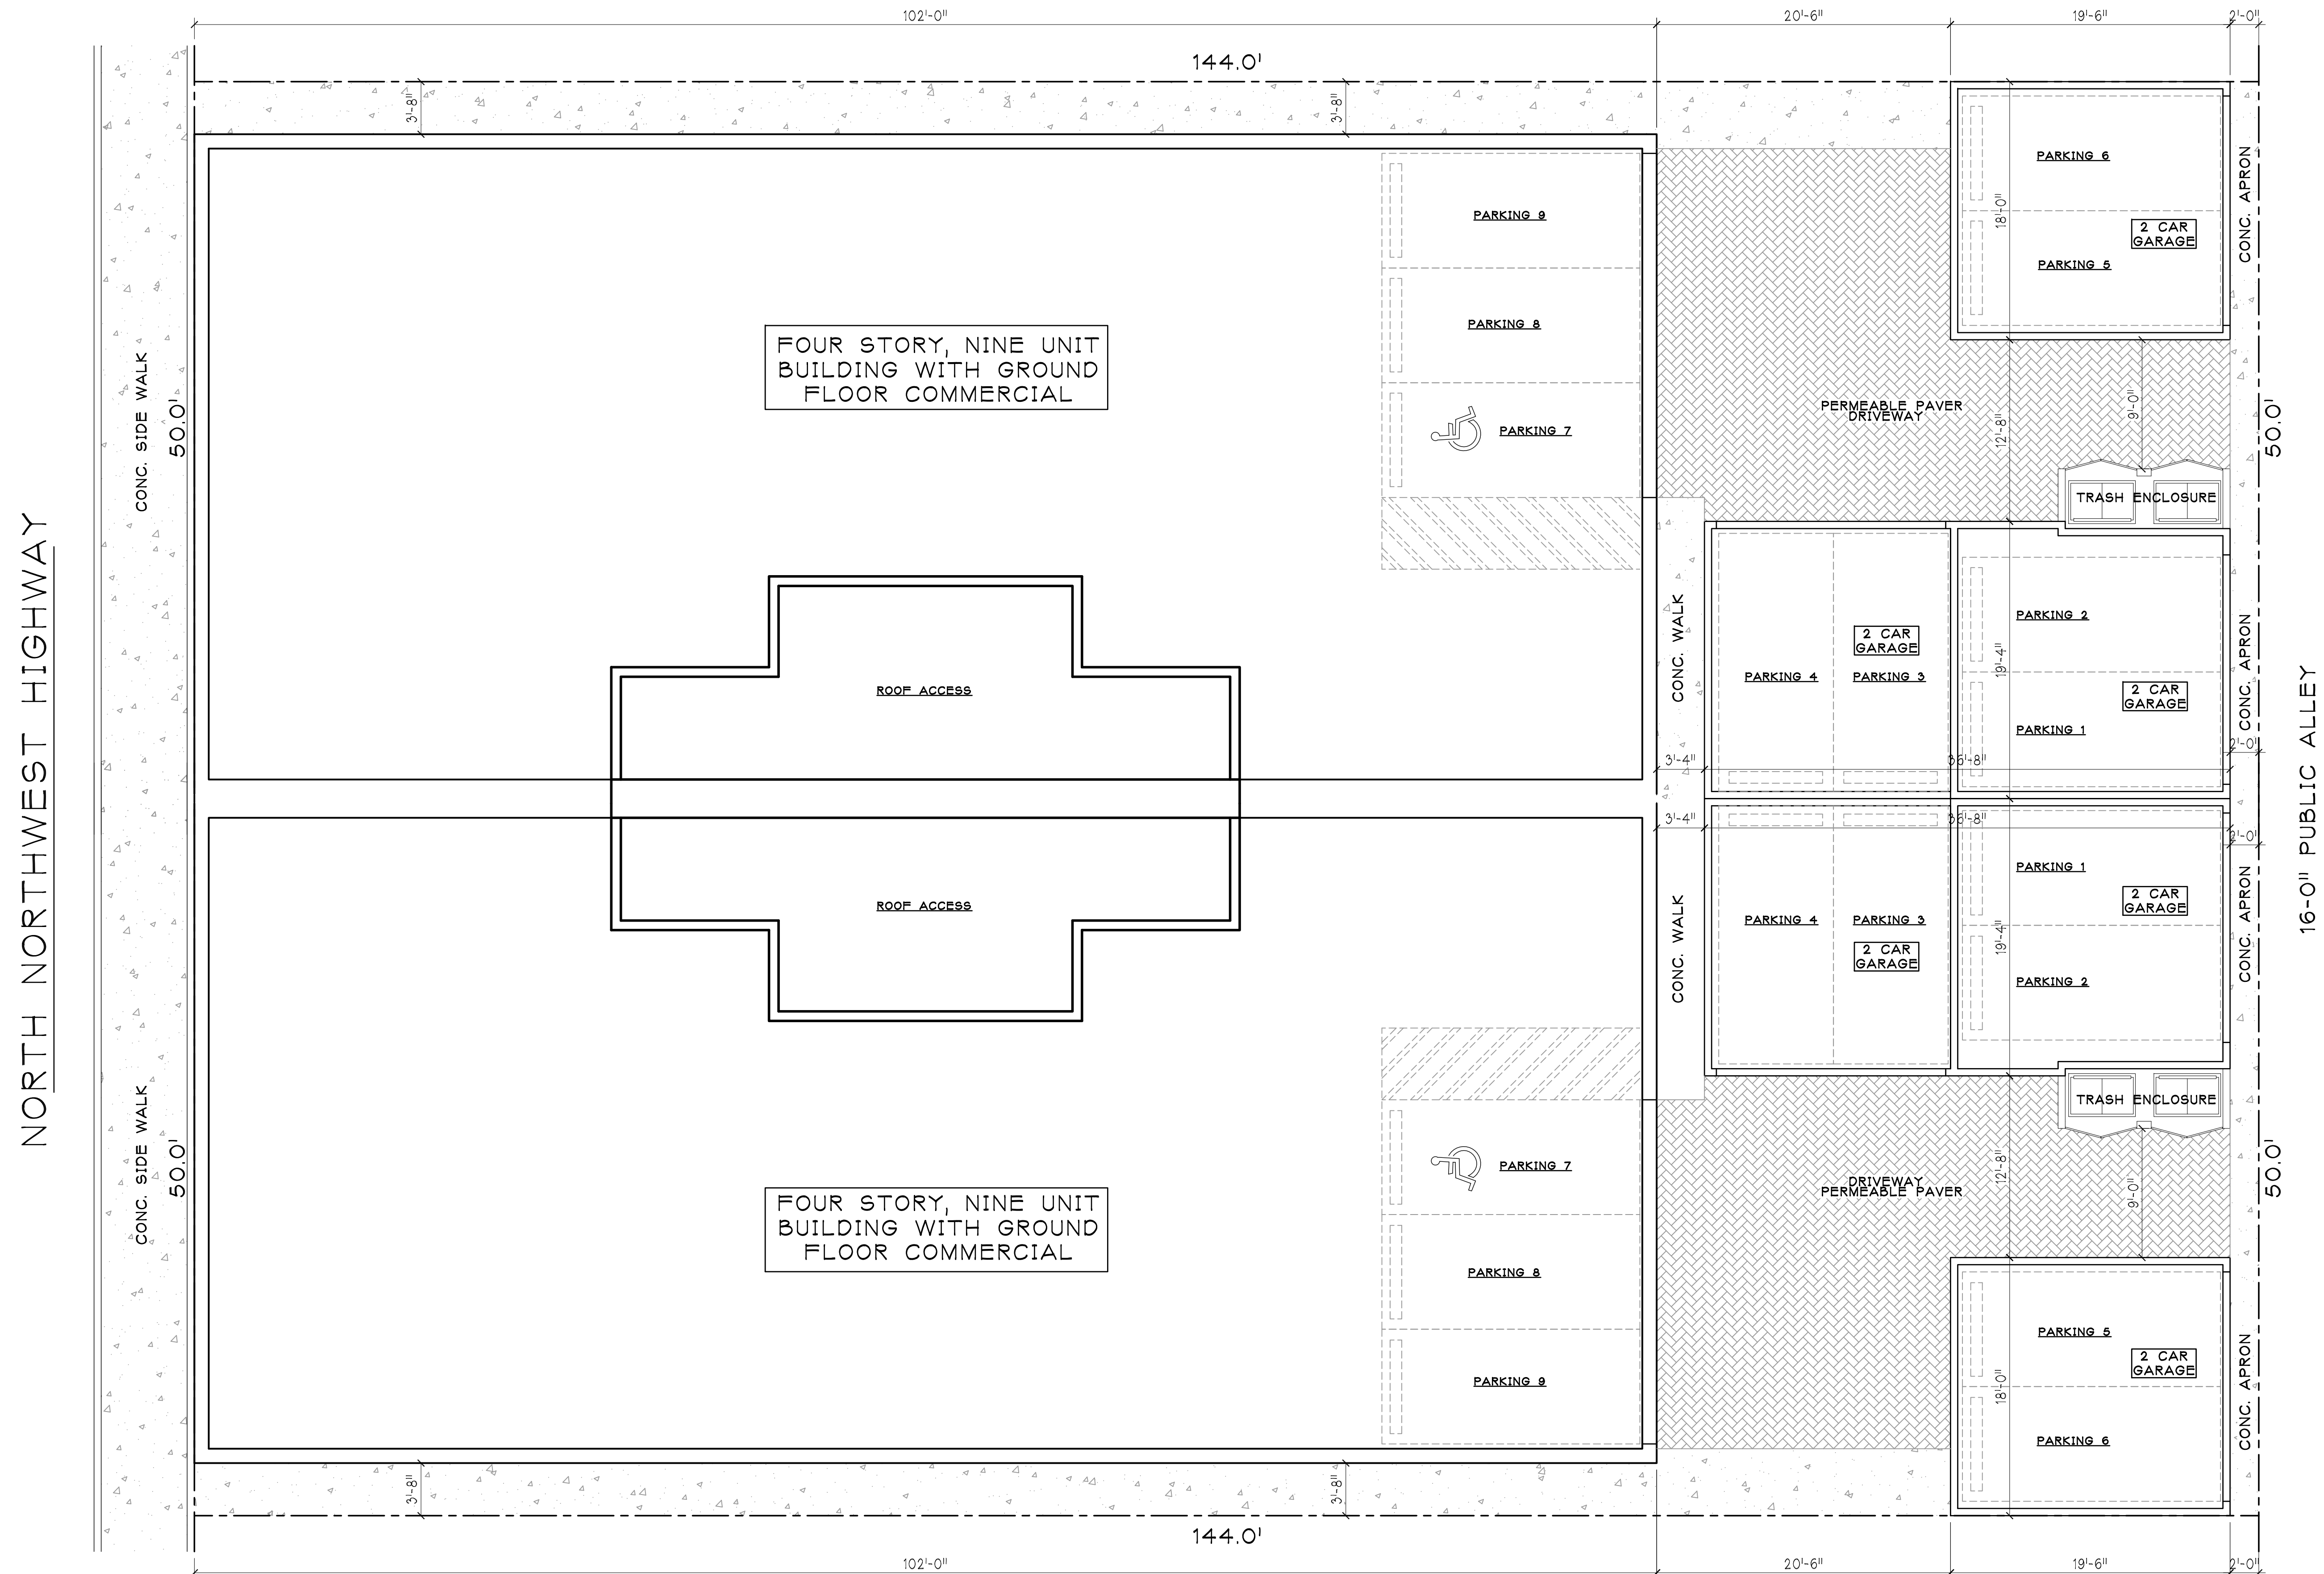 102'-0"
20'-6"
19'-6"
2'-0"
144.0'
3'-8"
3'-8"
PARKING 6
18'-0"
2 CAR
GARAGE
PARKING 5
CONC. APRON
PARKING 9
PARKING 8
PARKING 7
FOUR STORY, NINE UNIT
BUILDING WITH GROUND
FLOOR COMMERCIAL
CONC. SIDE WALK
50.0'
PERMEABLE PAVER
DRIVEWAY
12'-8"
9'-0"
50.0'
TRASH ENCLOSURE
NORTH NORTHWEST HIGHWAY
ROOF ACCESS
CONC. WALK
2 CAR
GARAGE
PARKING 4
PARKING 3
PARKING 2
19'-4"
2 CAR
GARAGE
PARKING 1
CONC. APRON
2'-0"
3'-4"
36'-8"
16-0" PUBLIC ALLEY
3'-4"
36'-8"
2'-0"
PARKING 1
2 CAR
GARAGE
PARKING 4
PARKING 3
2 CAR
GARAGE
19'-4"
PARKING 2
CONC. APRON
CONC. WALK
ROOF ACCESS
TRASH ENCLOSURE
CONC. SIDE WALK
50.0'
FOUR STORY, NINE UNIT
BUILDING WITH GROUND
FLOOR COMMERCIAL
PARKING 7
PARKING 8
PARKING 9
DRIVEWAY
PERMEABLE PAVER
12'-8"
9'-0"
50.0'
PARKING 5
2 CAR
GARAGE
18'-0"
PARKING 6
CONC. APRON
3'-8"
3'-8"
144.0'
102'-0"
20'-6"
19'-6"
2'-0"